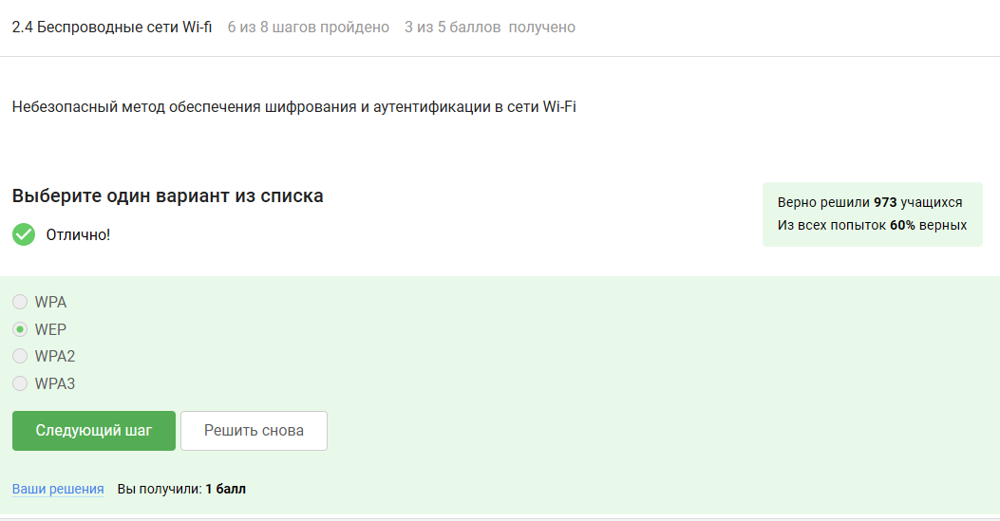 2.4 Беспроводные сети Wi-fi 6 из 8 шагов пройдено 3 из 5 баллов получено
Небезопасный метод обеспечения шифрования и аутентификации в сети Wi-Fi
Выберите один вариант из списка
Отлично!
Верно решили 973 учащихся
Из всех попыток 60% верных
WPA
WEP
WPA2
WPA3
Следующий шаг Решить снова
Ваши решения Вы получили: 1 балл